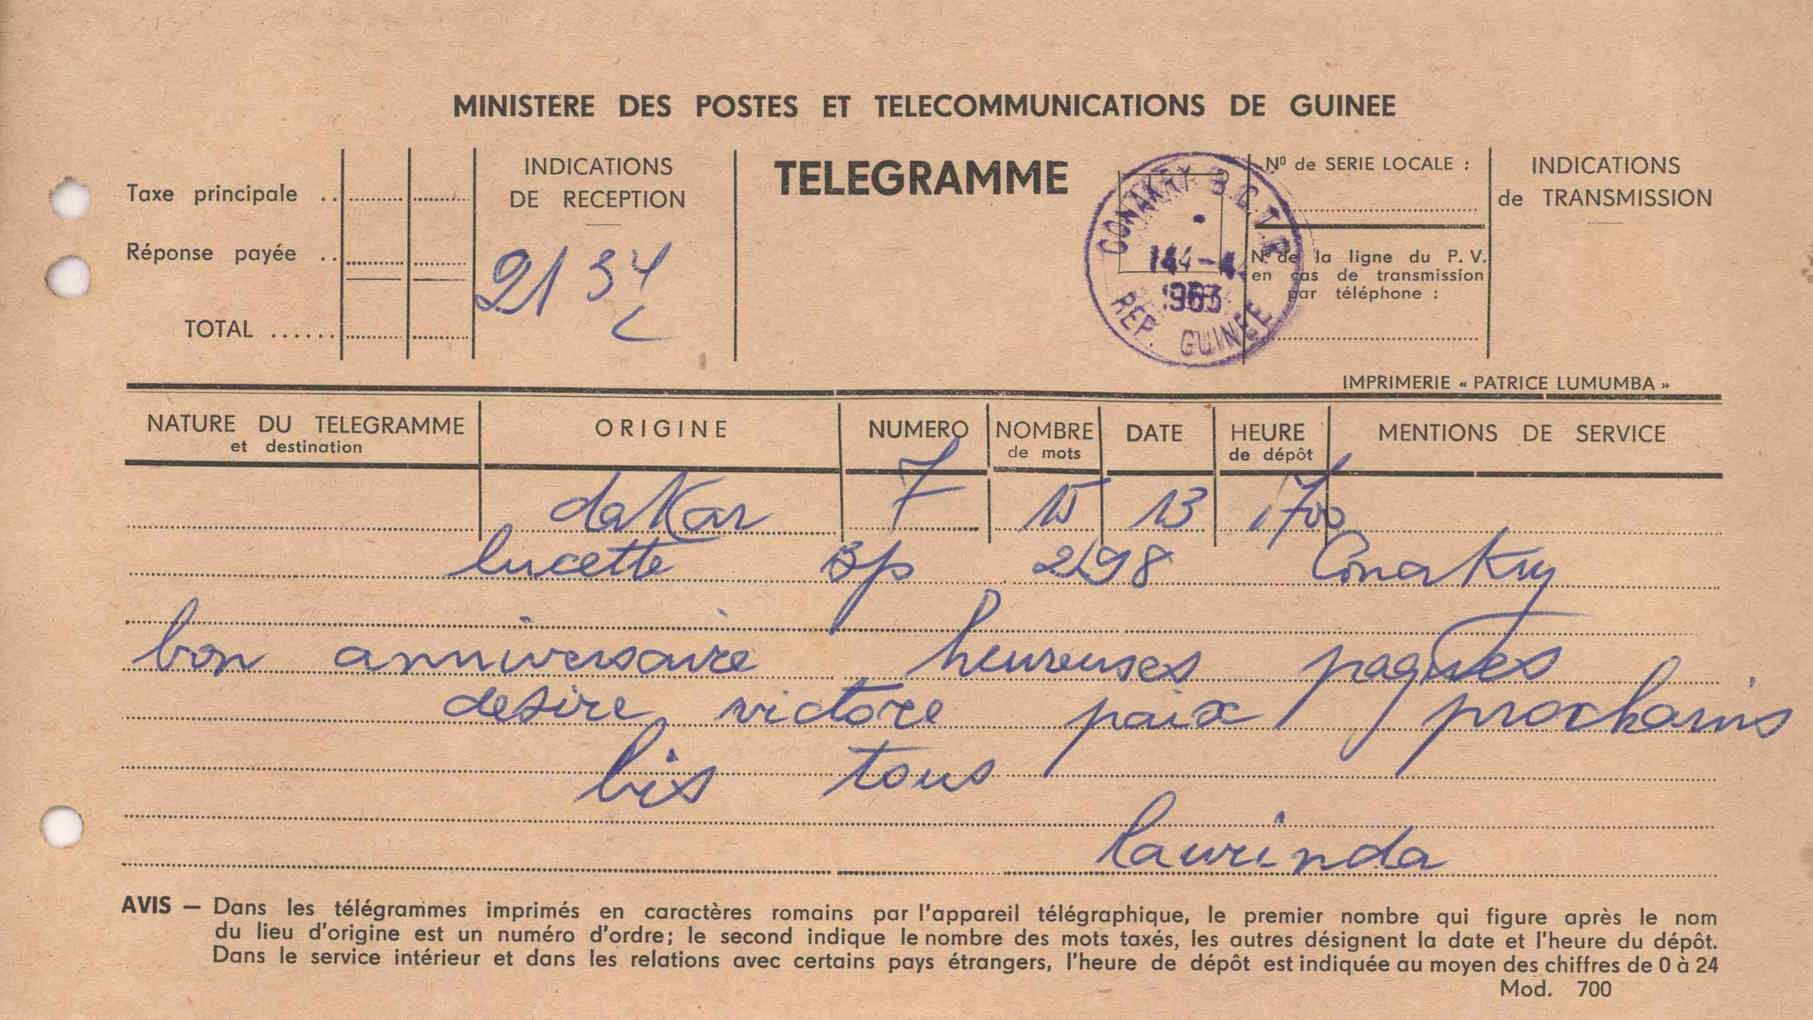 MINISTERE DES POSTES ET TELECOMMUNICATIONS DE GUINEE
Taxe principale ..
Réponse payée ..
TOTAL ......
INDICATIONS
DE RECEPTION
2134
TELEGRAMME
CONAKRY B.C.T.R
1963
REP. GUINEE
N° de SERIE LOCALE :
N° de la ligne du P. V.
en cas de transmission
par téléphone :
INDICATIONS
de TRANSMISSION
IMPRIMERIE « PATRICE LUMUMBA »
NATURE DU TELEGRAMME
et destination
ORIGINE
NUMERO
NOMBRE
de mots
DATE
HEURE
de dépôt
MENTIONS DE SERVICE
dakar 7 15 13 1700
lucette Bp 298 Conakry
bon anniversaire heureuses paques
desire victore paix prochains
bis tous
laurinda
AVIS — Dans les télégrammes imprimés en caractères romains par l'appareil télégraphique, le premier nombre qui figure après le nom
du lieu d'origine est un numéro d'ordre; le second indique le nombre des mots taxés, les autres désignent la date et l'heure du dépôt.
Dans le service intérieur et dans les relations avec certains pays étrangers, l'heure de dépôt est indiquée au moyen des chiffres de 0 à 24
Mod. 700